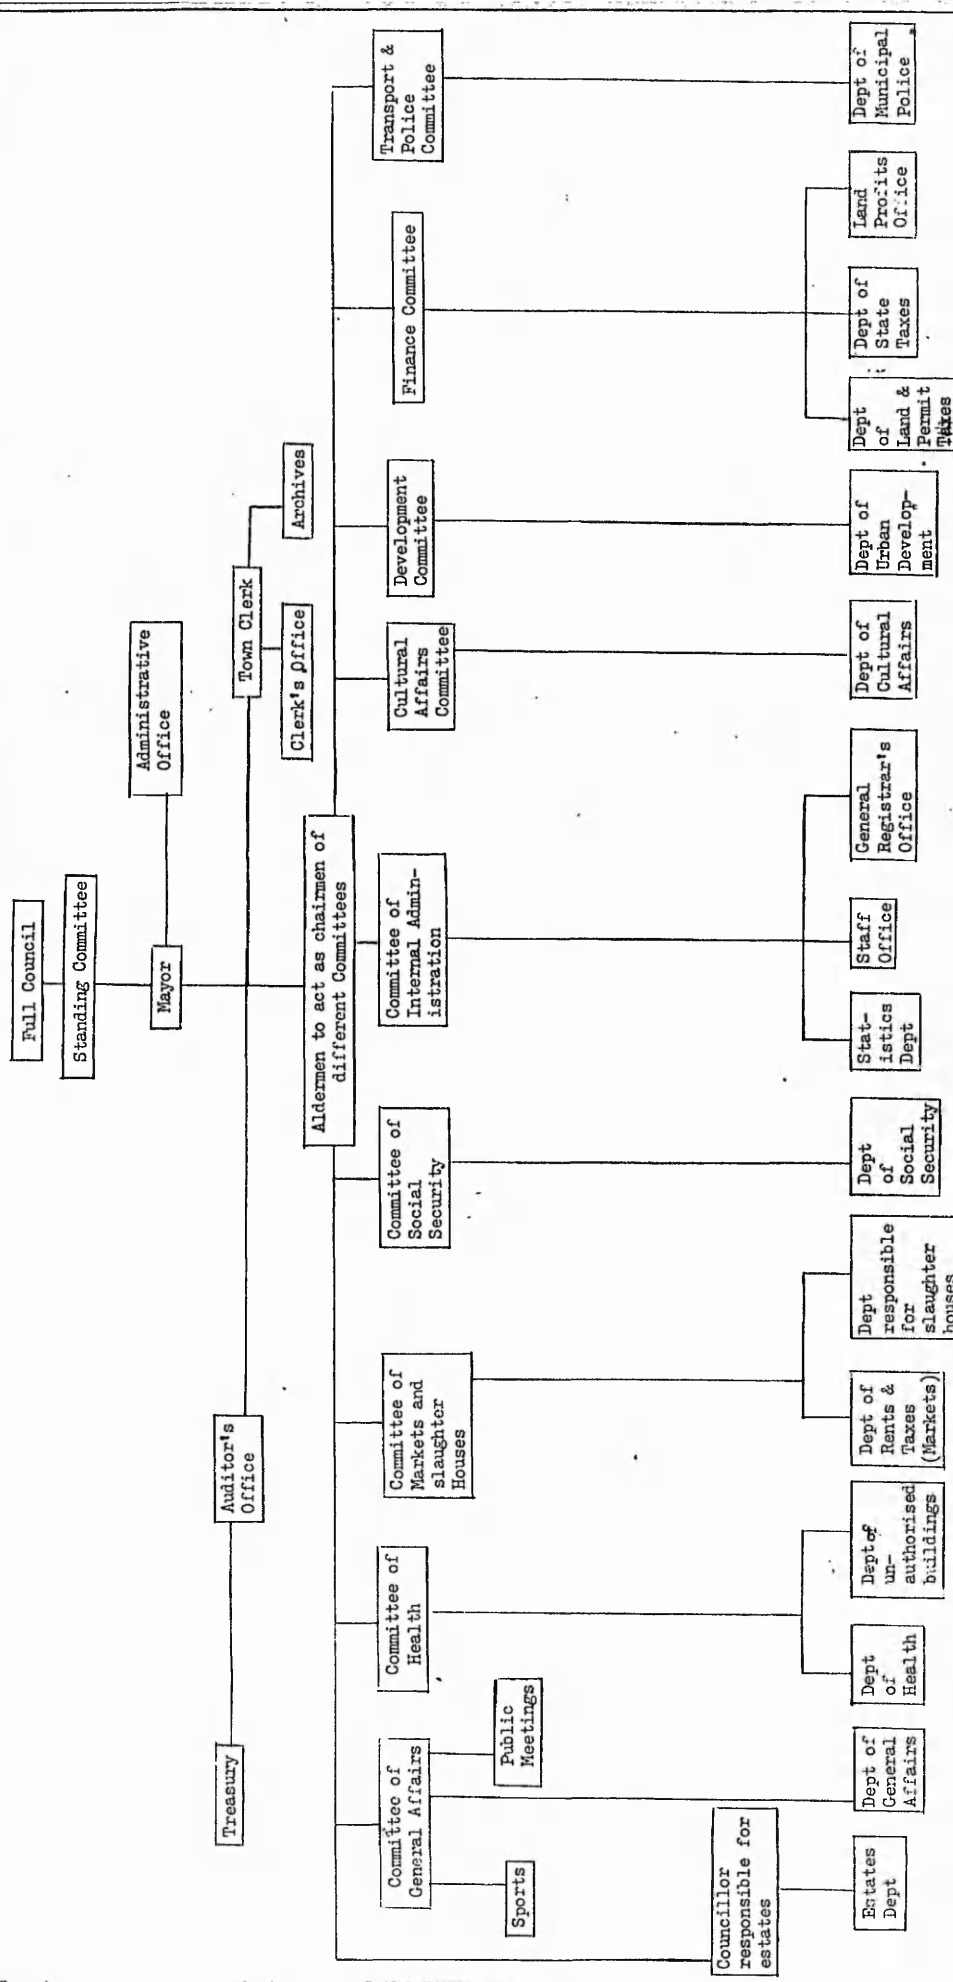 Full Council
Standing Committee
Mayor
Administrative
Office
Treasury
Auditor's
Office
Town Clerk
Clerk's Office
Archives
Aldermen to act as chairmen of
different Committees
Councillor
responsible for
estates
Committee of
General Affairs
Sports
Public
Meetings
Committee of
Health
Committee of
Markets and
slaughter
Houses
Committee of
Social
Security
Committee of
Internal Admin-
istration
Cultural
Affairs
Committee
Development
Committee
Finance Committee
Transport &
Police
Committee
Estates
Dept
Dept of
General
Affairs
Dept
of
Health
Dept of
un-
authorised
buildings
Dept of
Rents &
Taxes
(Markets)
Dept
responsible
for
slaughter
houses
Dept
of
Social
Security
Stat-
istics
Dept
Staff
Office
General
Registrar's
Office
Dept of
Cultural
Affairs
Dept of
Urban
Develop-
ment
Dept
of
Land &
Permit
Taxes
Dept of
State
Taxes
Land
Profits
Office
Dept of
Municipal
Police